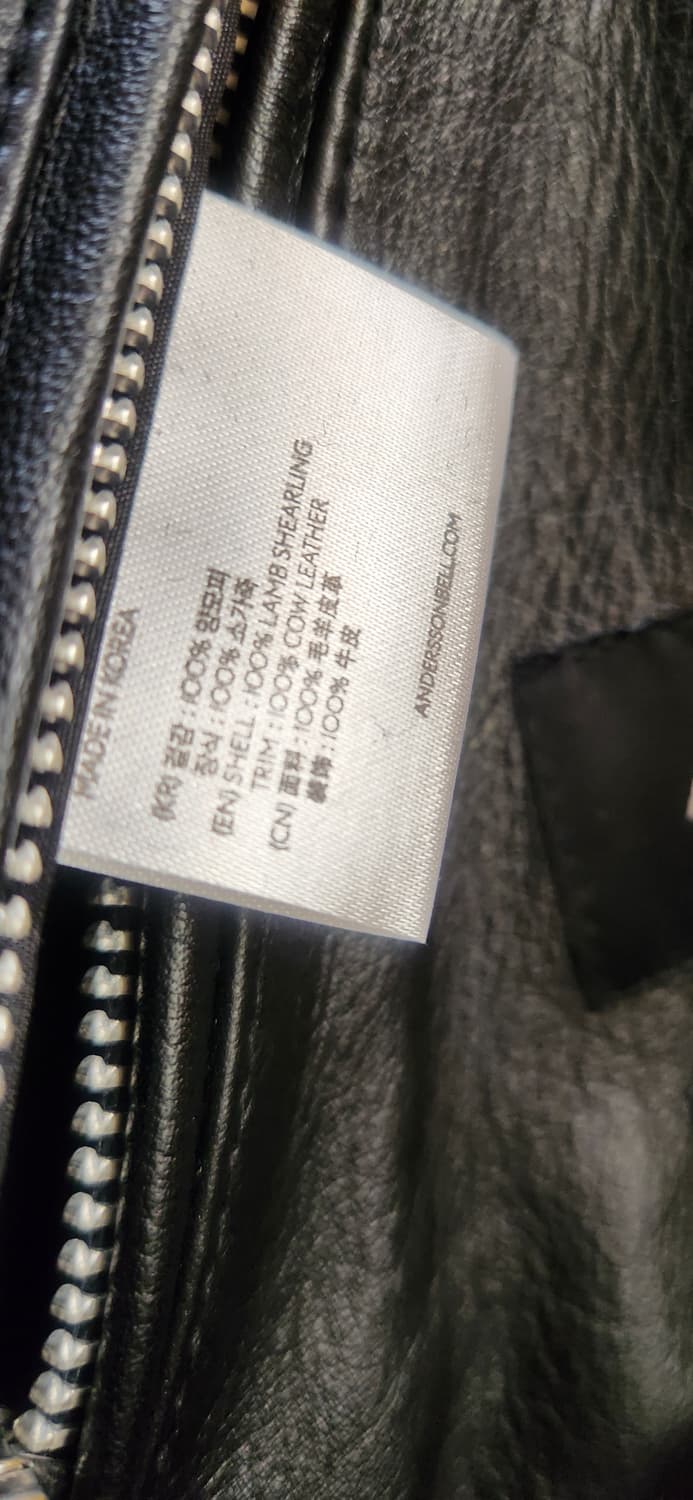 MADE IN KOREA
(KR) 겉감 : 100% 양모피
장식 : 100% 소가죽
(EN) SHELL : 100% LAMB SHEARLING
TRIM : 100% COW LEATHER
(CN) 面料 : 100% 毛羊皮革
裝飾 : 100% 牛皮
ANDERSSONBELL.COM